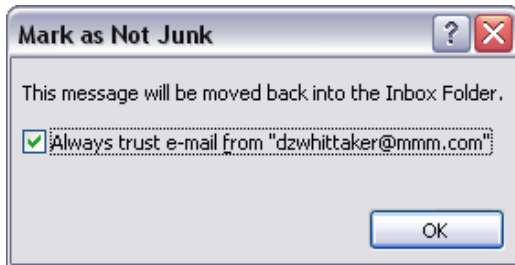 Mark as Not Junk
?
This message will be moved back into the Inbox Folder.
Always trust e-mail from "dzwhittaker@mmm.com"
OK